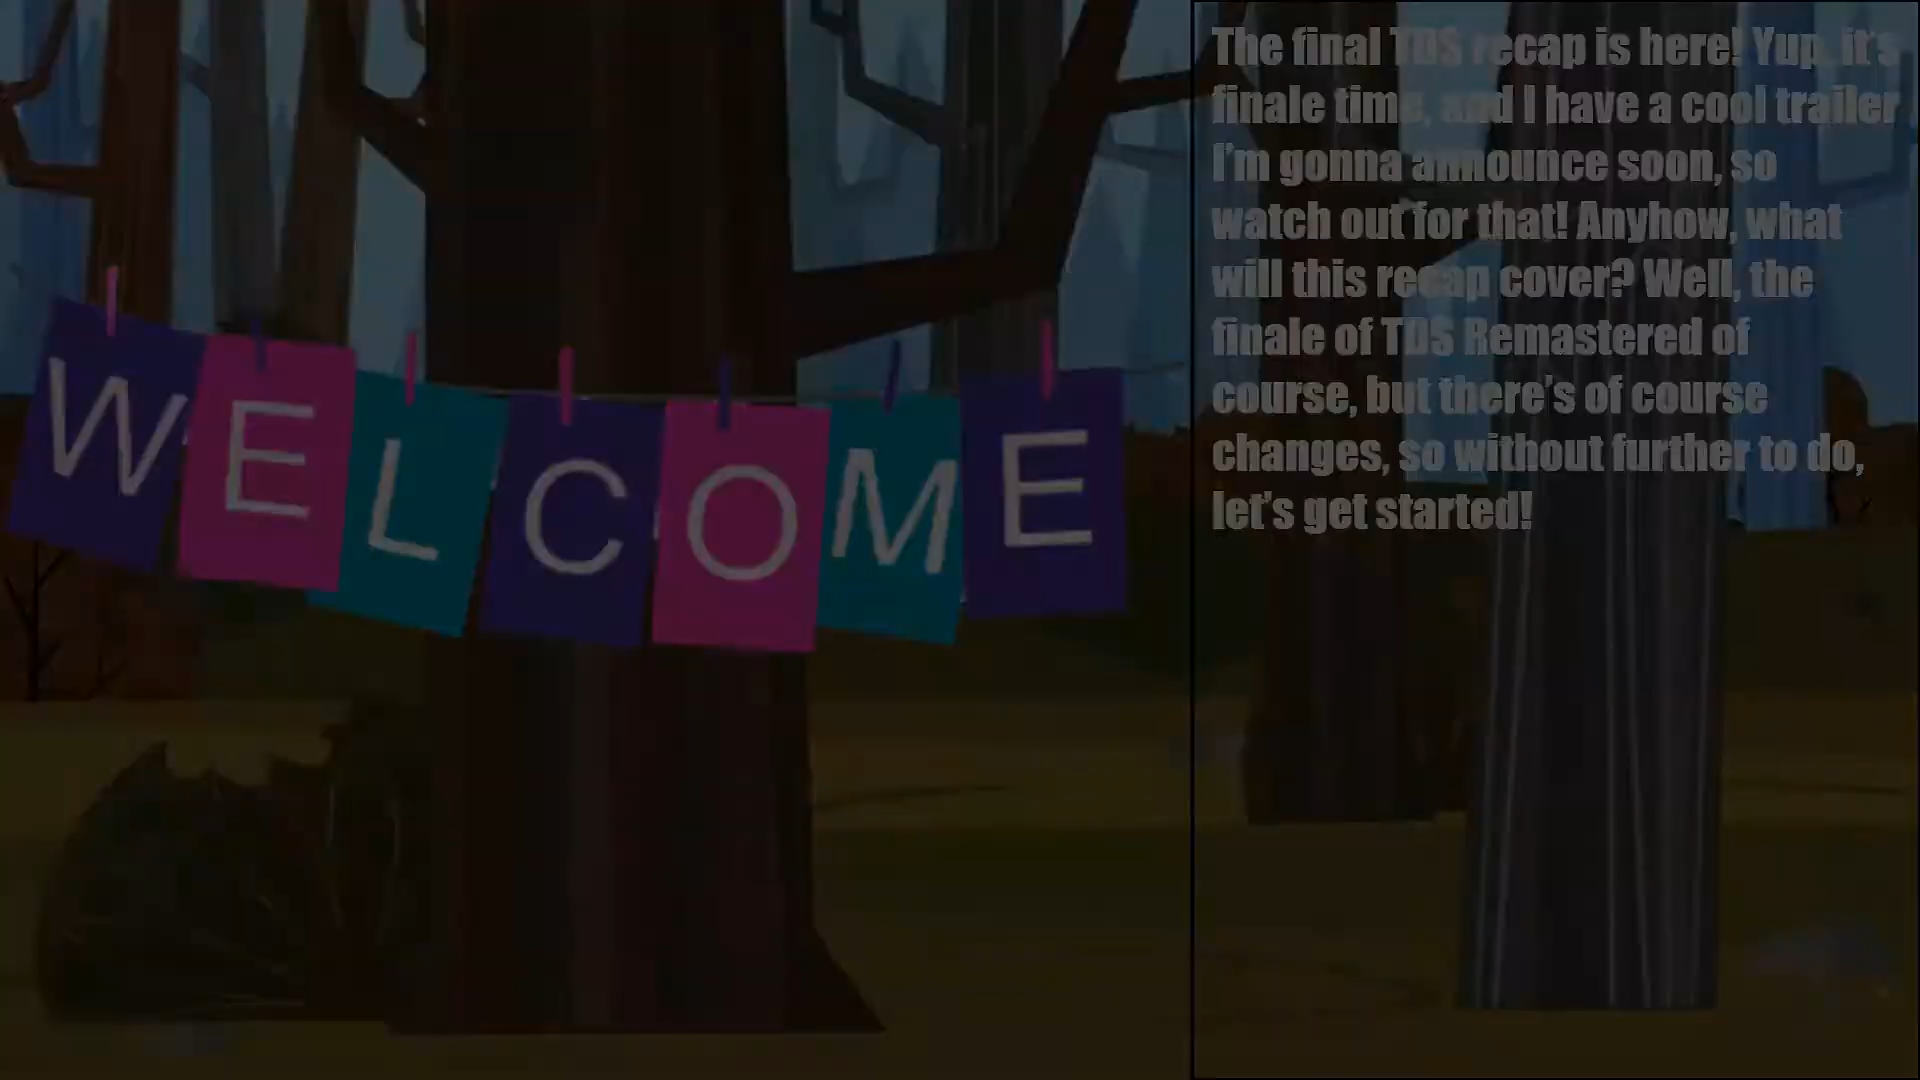 WELCOME
The final TDS recap is here! Yup, it's
finale time, and I have a cool trailer
I'm gonna announce soon, so
watch out for that! Anyhow, what
will this recap cover? Well, the
finale of TDS Remastered of
course, but there's of course
changes, so without further to do,
let's get started!